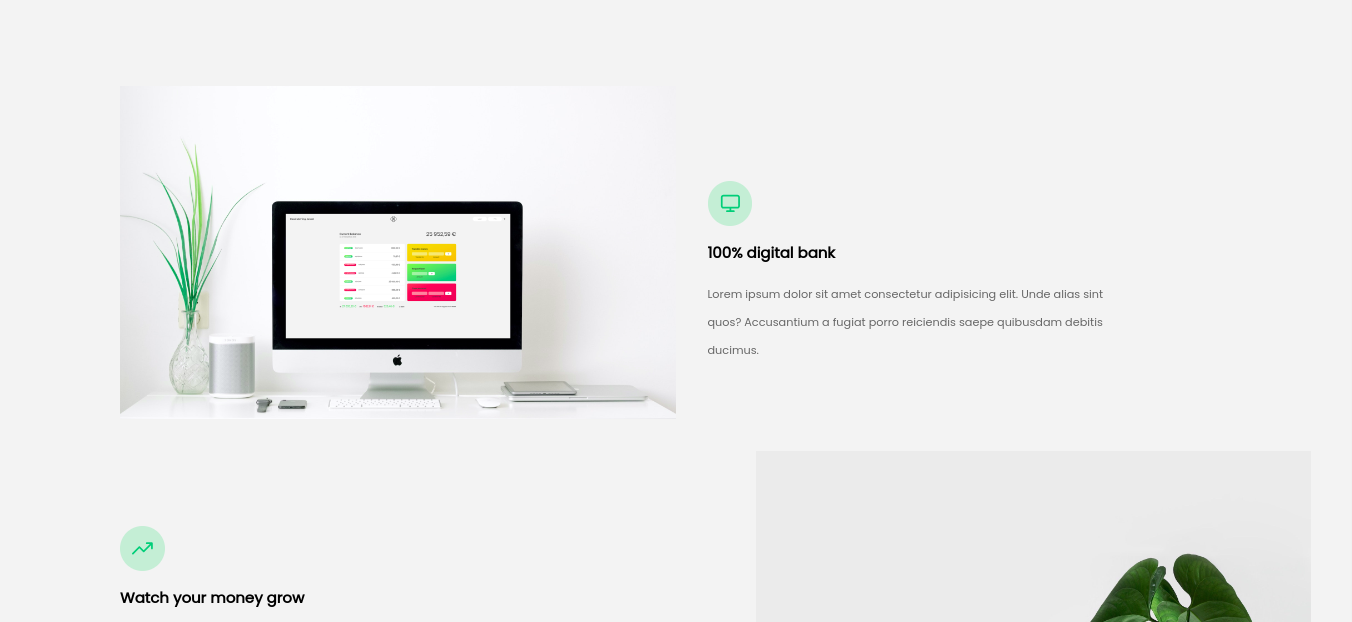 25 952,59 €
100% digital bank
Lorem ipsum dolor sit amet consectetur adipisicing elit. Unde alias sint
quos? Accusantium a fugiat porro reiciendis saepe quibusdam debitis
ducimus.
Watch your money grow